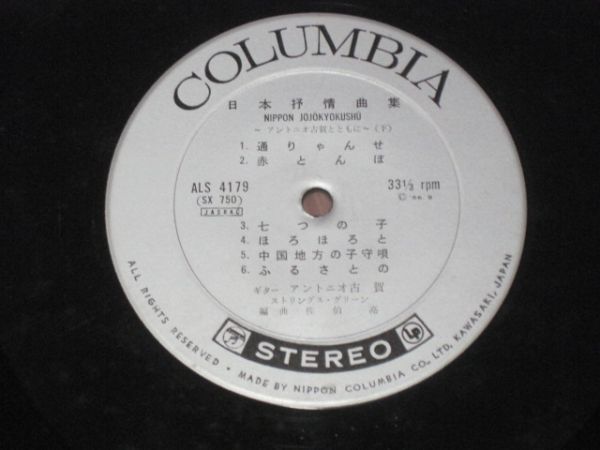 COLUMBIA
日本抒情曲集
NIPPON JOJŌKYOKUSHŪ
～アントニオ古賀とともに～(下)
1. 通りゃんせ
2. 赤とんぼ
ALS 4179
(SX 750)
JASRAC
33⅓ rpm
3. 七つの子
4. ほろほろと
5. 中国地方の子守唄
6. ふるさとの
ギター アントニオ古賀
ストリングス・グリーン
編曲 佐伯 亮
STEREO
LP
ALL RIGHTS RESERVED · MADE BY NIPPON COLUMBIA CO., LTD. KAWASAKI, JAPAN